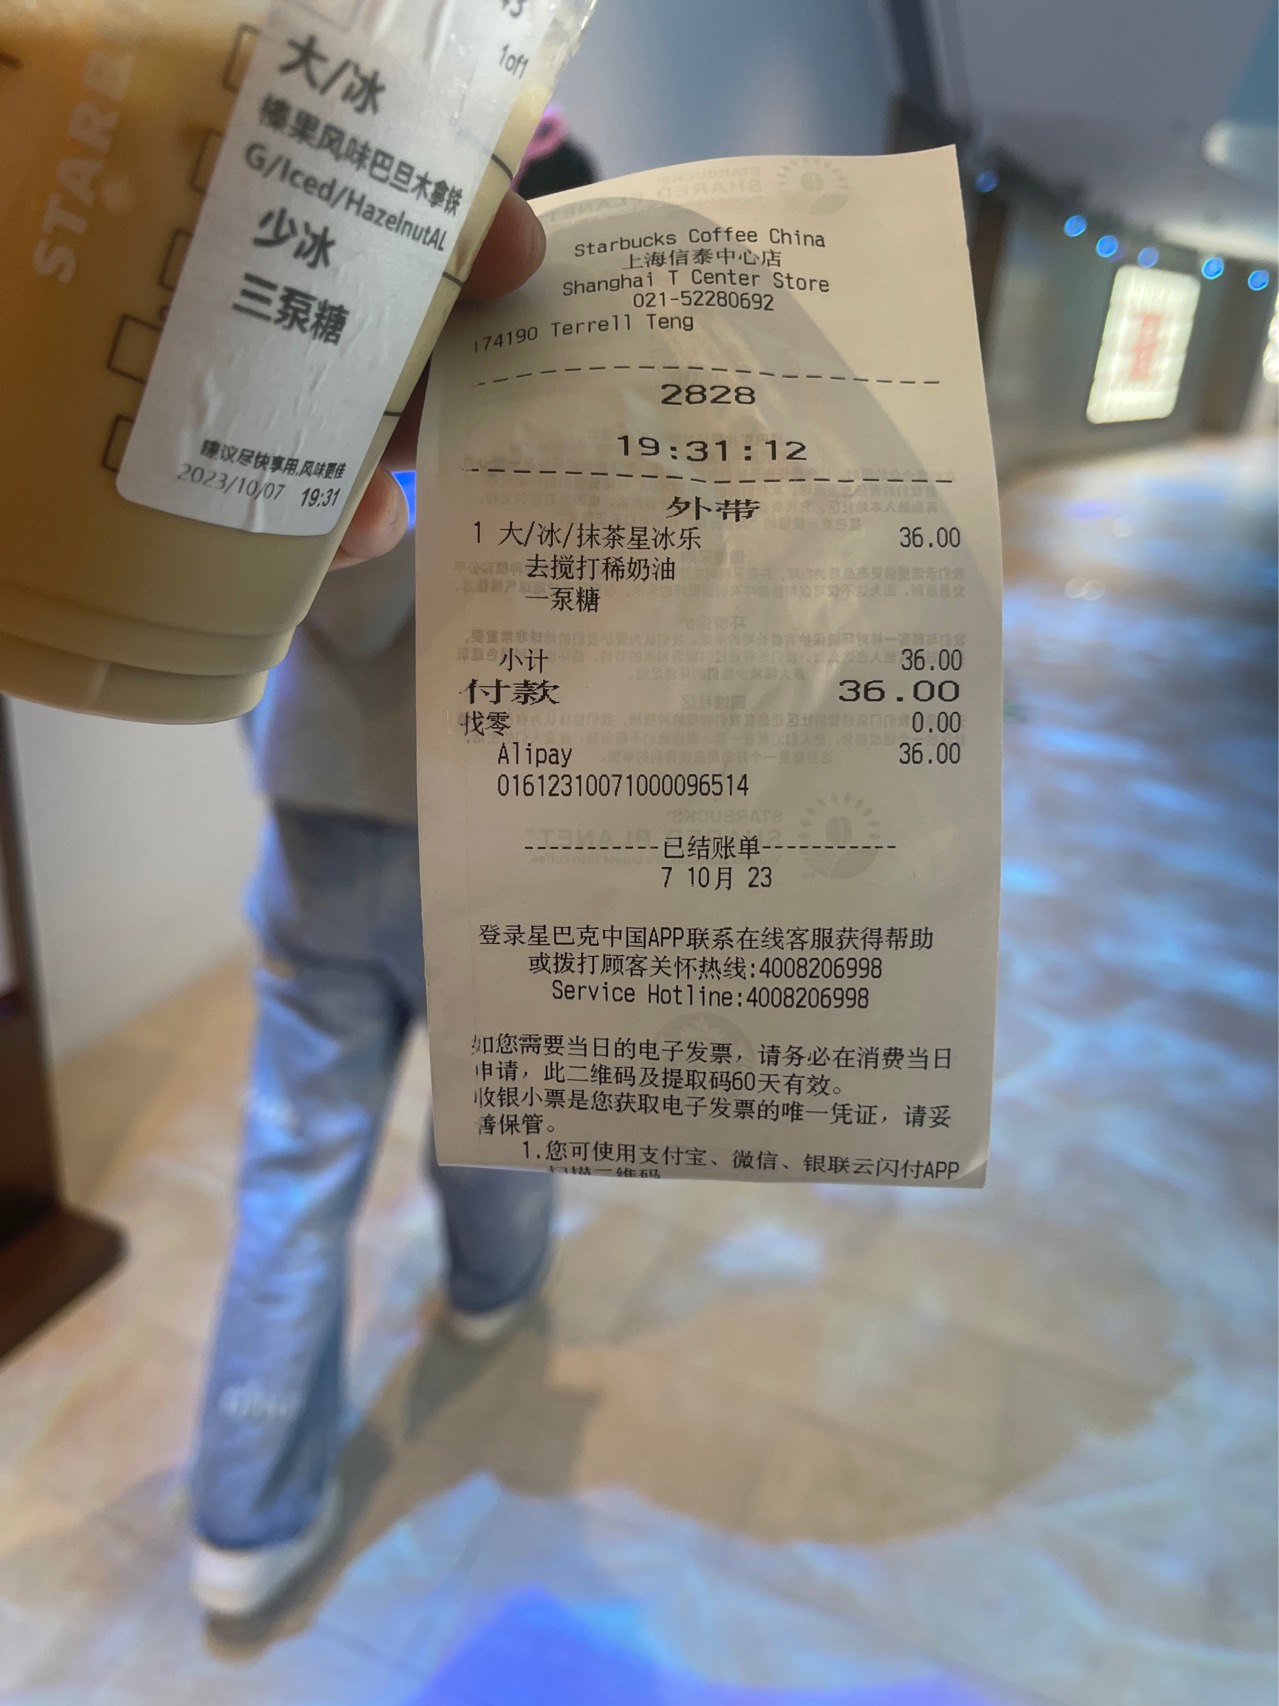 STARB
1of1
大/冰
榛果风味巴旦木拿铁
G/Iced/HazelnutAL
少冰
三泵糖
建议尽快享用,风味更佳
2023/10/07 19:31
Starbucks Coffee China
上海信泰中心店
Shanghai T Center Store
021-52280692
174190 Terrell Teng
2828
19:31:12
外带
1 大/冰/抹茶星冰乐 36.00
去搅打稀奶油
一泵糖
小计 36.00
付款 36.00
找零 0.00
Alipay 36.00
01612310071000096514
-----------已结账单-----------
7 10月 23
登录星巴克中国APP联系在线客服获得帮助
或拨打顾客关怀热线:4008206998
Service Hotline:4008206998
如您需要当日的电子发票，请务必在消费当日
申请，此二维码及提取码60天有效。
收银小票是您获取电子发票的唯一凭证，请妥
善保管。
1.您可使用支付宝、微信、银联云闪付APP
扫描二维码